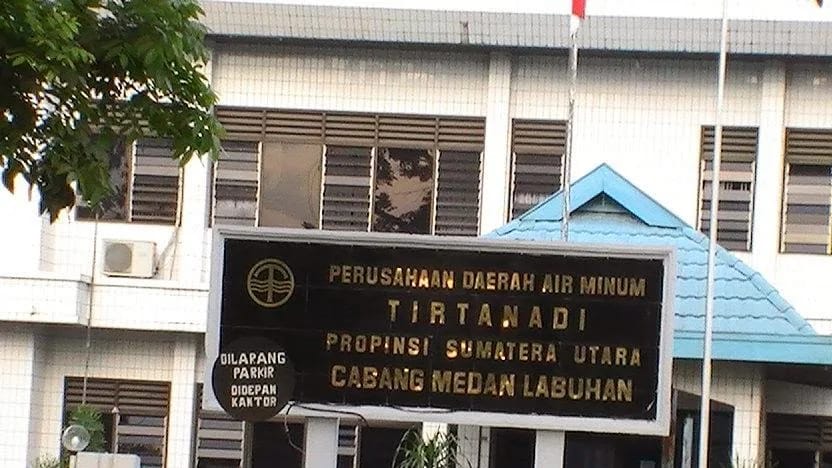 PERUSAHAAN DAERAH AIR MINUM
TIRTANADI
PROPINSI SUMATERA UTARA
CABANG MEDAN LABUHAN
DILARANG
PARKIR
DIDEPAN
KANTOR